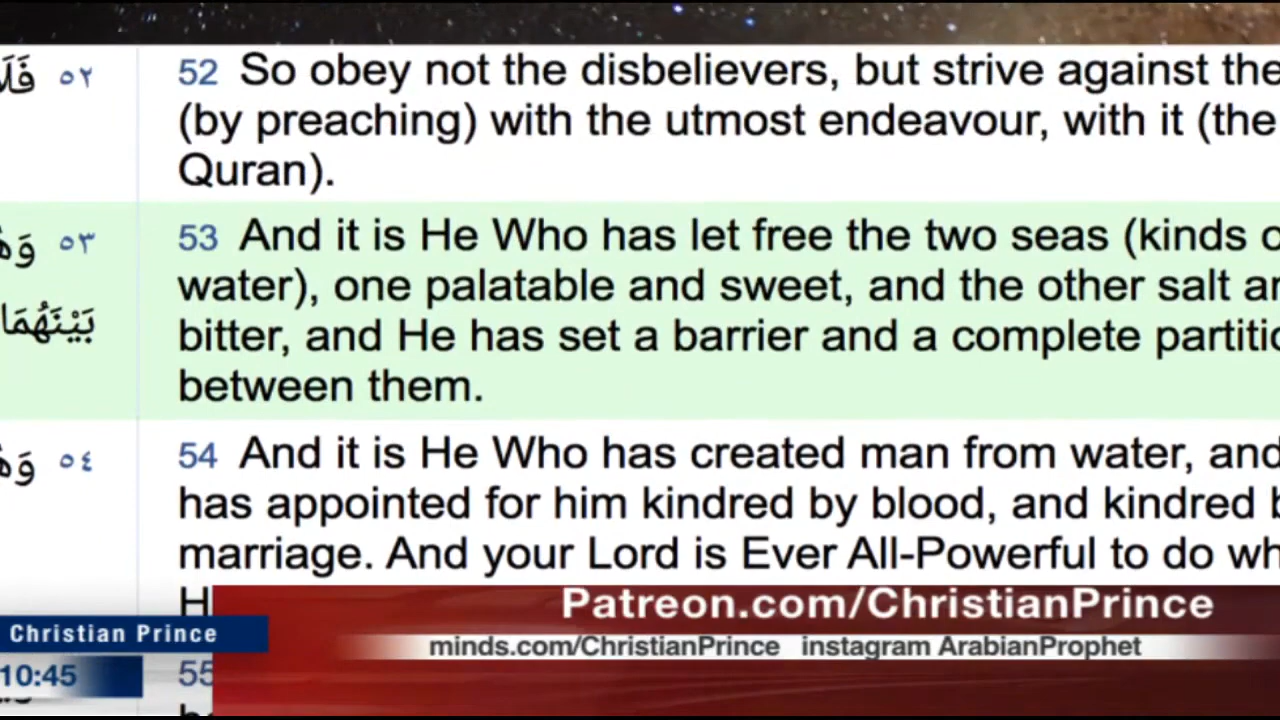 ٥٢ 52 So obey not the disbelievers, but strive against the
(by preaching) with the utmost endeavour, with it (the
Quran).
٥٣ 53 And it is He Who has let free the two seas (kinds o
water), one palatable and sweet, and the other salt an
بَيْنَهُمَا bitter, and He has set a barrier and a complete partitio
between them.
٥٤ 54 And it is He Who has created man from water, and
has appointed for him kindred by blood, and kindred b
marriage. And your Lord is Ever All-Powerful to do wh
H
Patreon.com/ChristianPrince
Christian Prince
minds.com/ChristianPrince instagram ArabianProphet
10:45
55